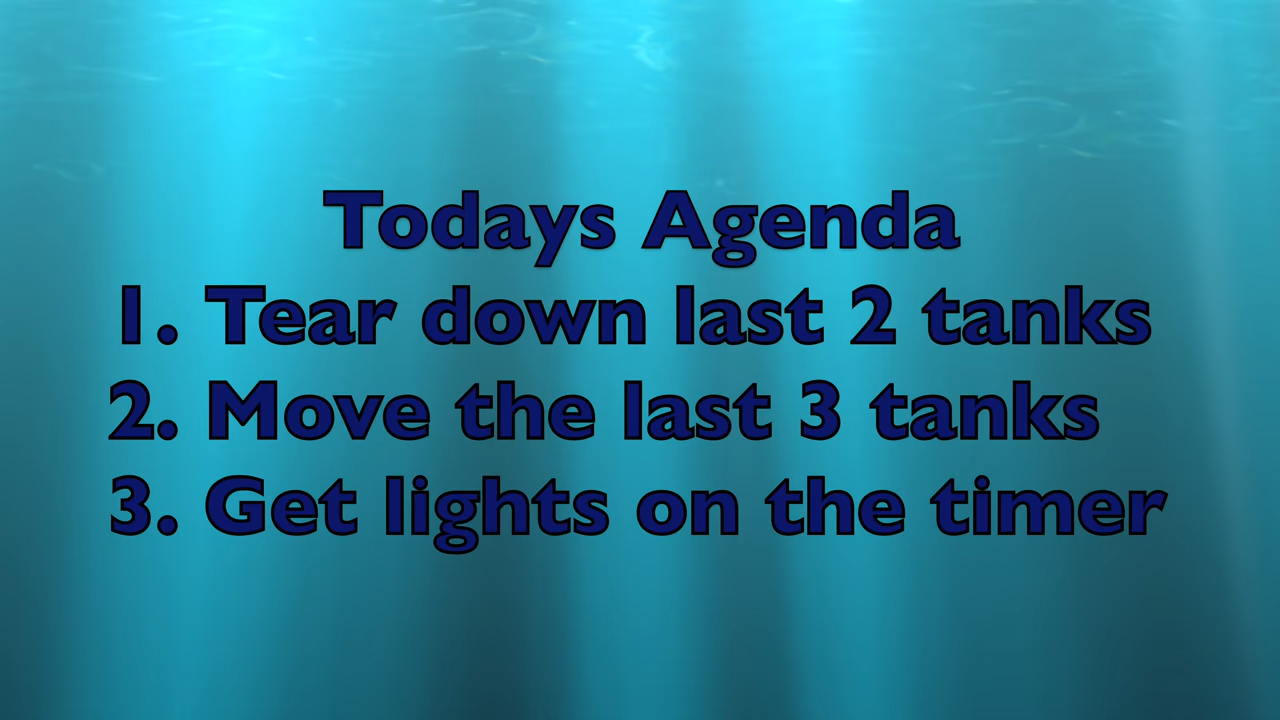 Todays Agenda
1. Tear down last 2 tanks
2. Move the last 3 tanks
3. Get lights on the timer